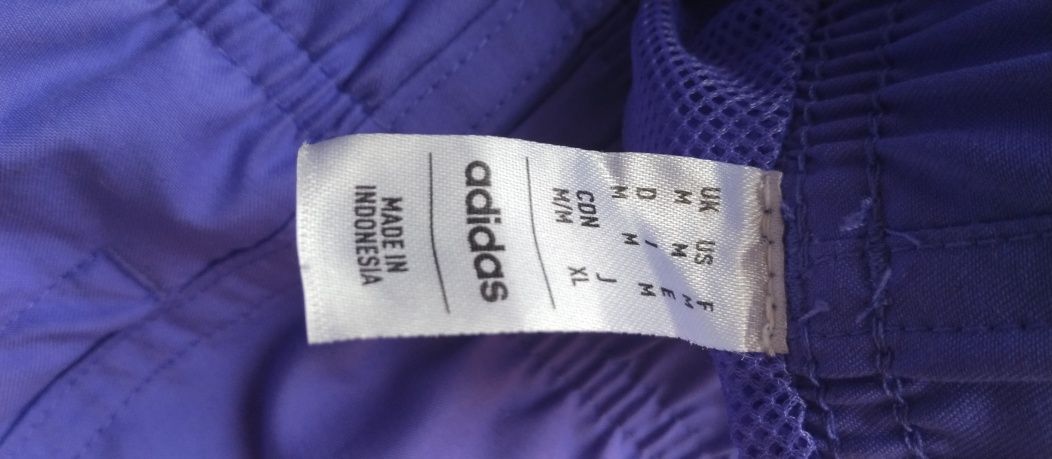 UK US F
M M M
D I E
M M M
CDN J
M/M XL
adidas
MADE IN
INDONESIA